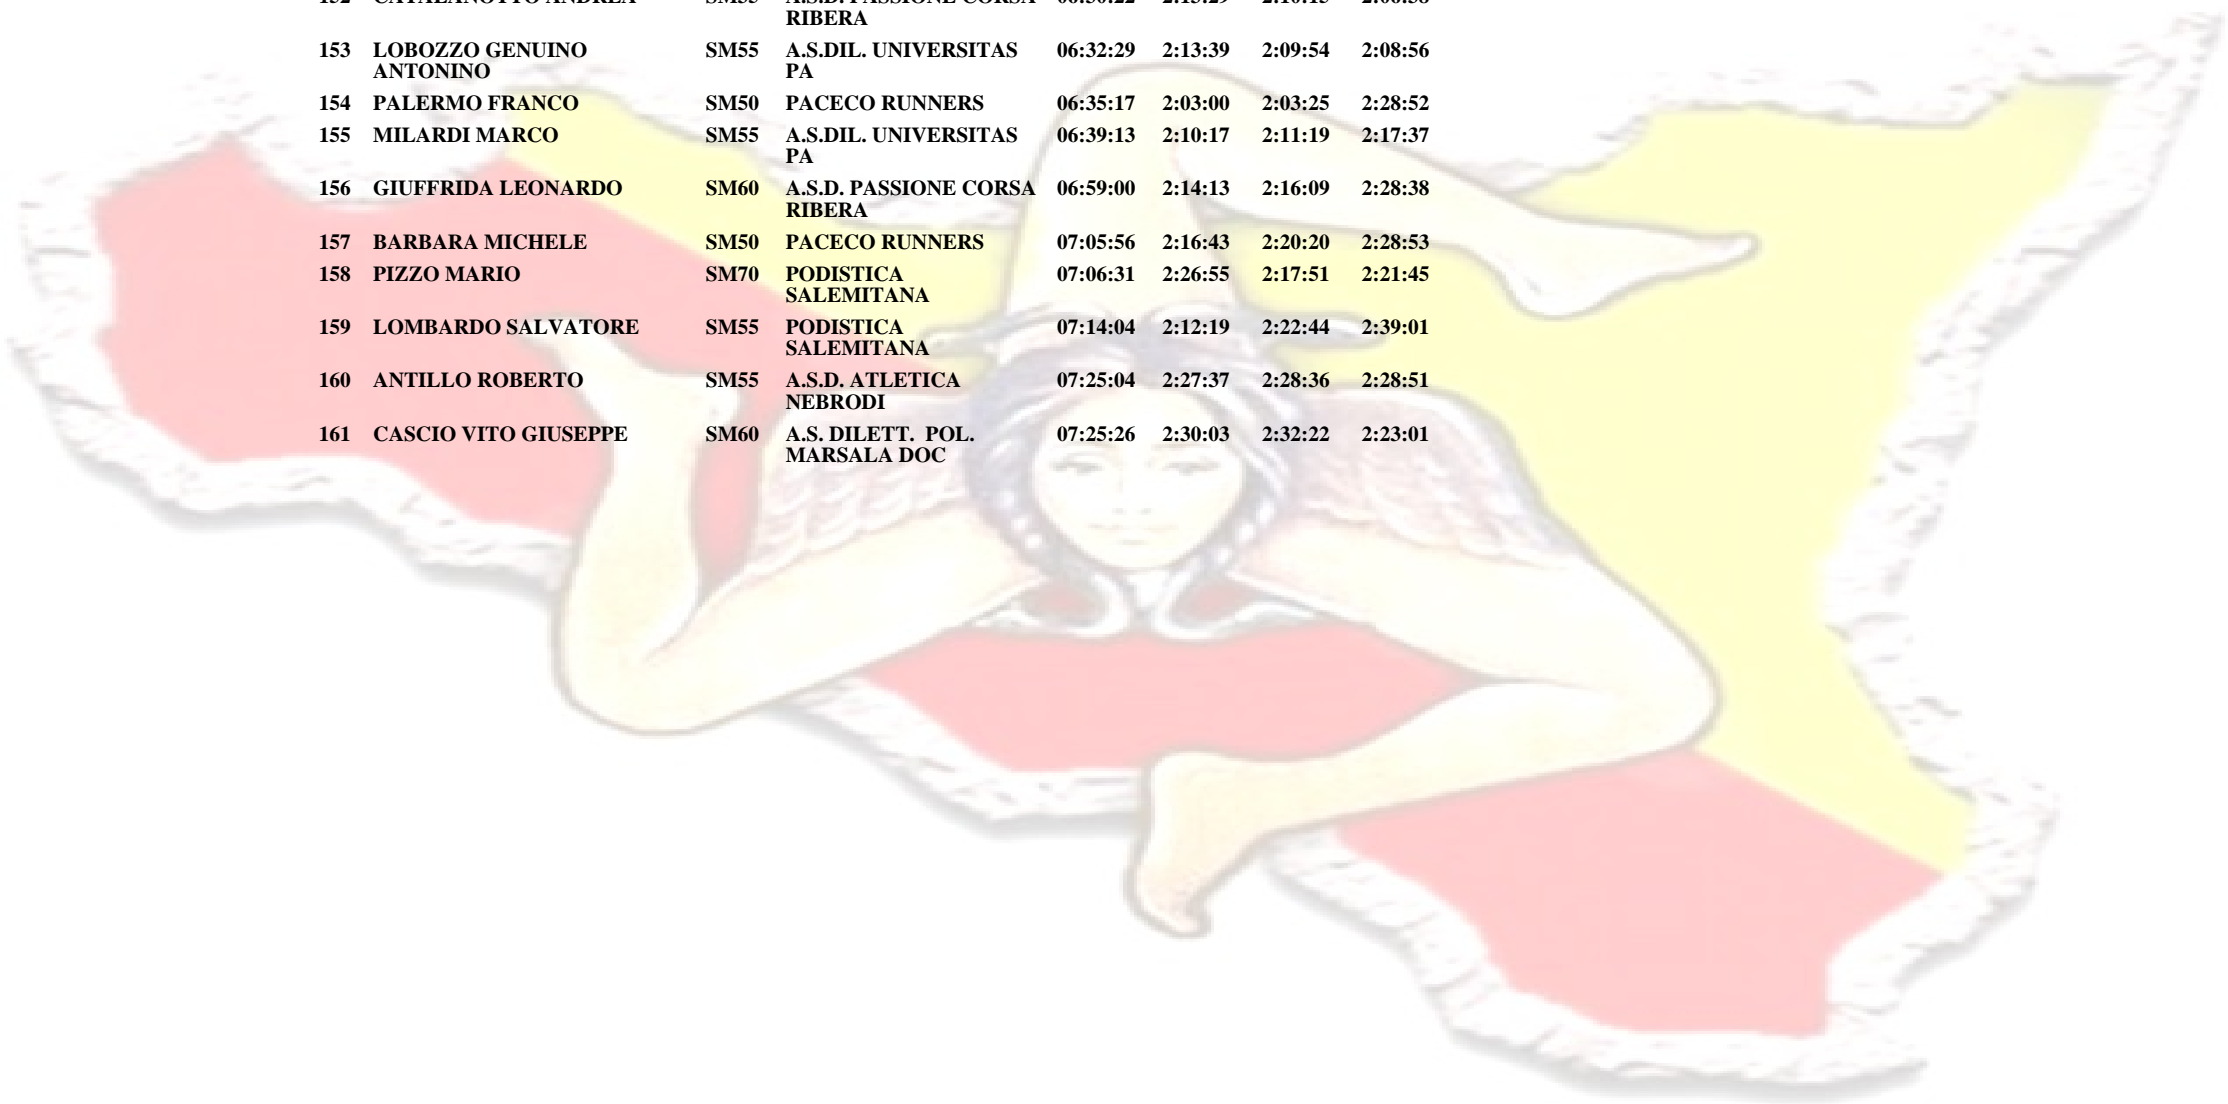 153 LOBOZZO GENUINO SM55 A.S.DIL. UNIVERSITAS 06:32:29 2:13:39 2:09:54 2:08:56
ANTONINO PA
154 PALERMO FRANCO SM50 PACECO RUNNERS 06:35:17 2:03:00 2:03:25 2:28:52
155 MILARDI MARCO SM55 A.S.DIL. UNIVERSITAS 06:39:13 2:10:17 2:11:19 2:17:37
PA
156 GIUFFRIDA LEONARDO SM60 A.S.D. PASSIONE CORSA 06:59:00 2:14:13 2:16:09 2:28:38
RIBERA
157 BARBARA MICHELE SM50 PACECO RUNNERS 07:05:56 2:16:43 2:20:20 2:28:53
158 PIZZO MARIO SM70 PODISTICA 07:06:31 2:26:55 2:17:51 2:21:45
SALEMITANA
159 LOMBARDO SALVATORE SM55 PODISTICA 07:14:04 2:12:19 2:22:44 2:39:01
SALEMITANA
160 ANTILLO ROBERTO SM55 A.S.D. ATLETICA 07:25:04 2:27:37 2:28:36 2:28:51
NEBRODI
161 CASCIO VITO GIUSEPPE SM60 A.S. DILETT. POL. 07:25:26 2:30:03 2:32:22 2:23:01
MARSALA DOC